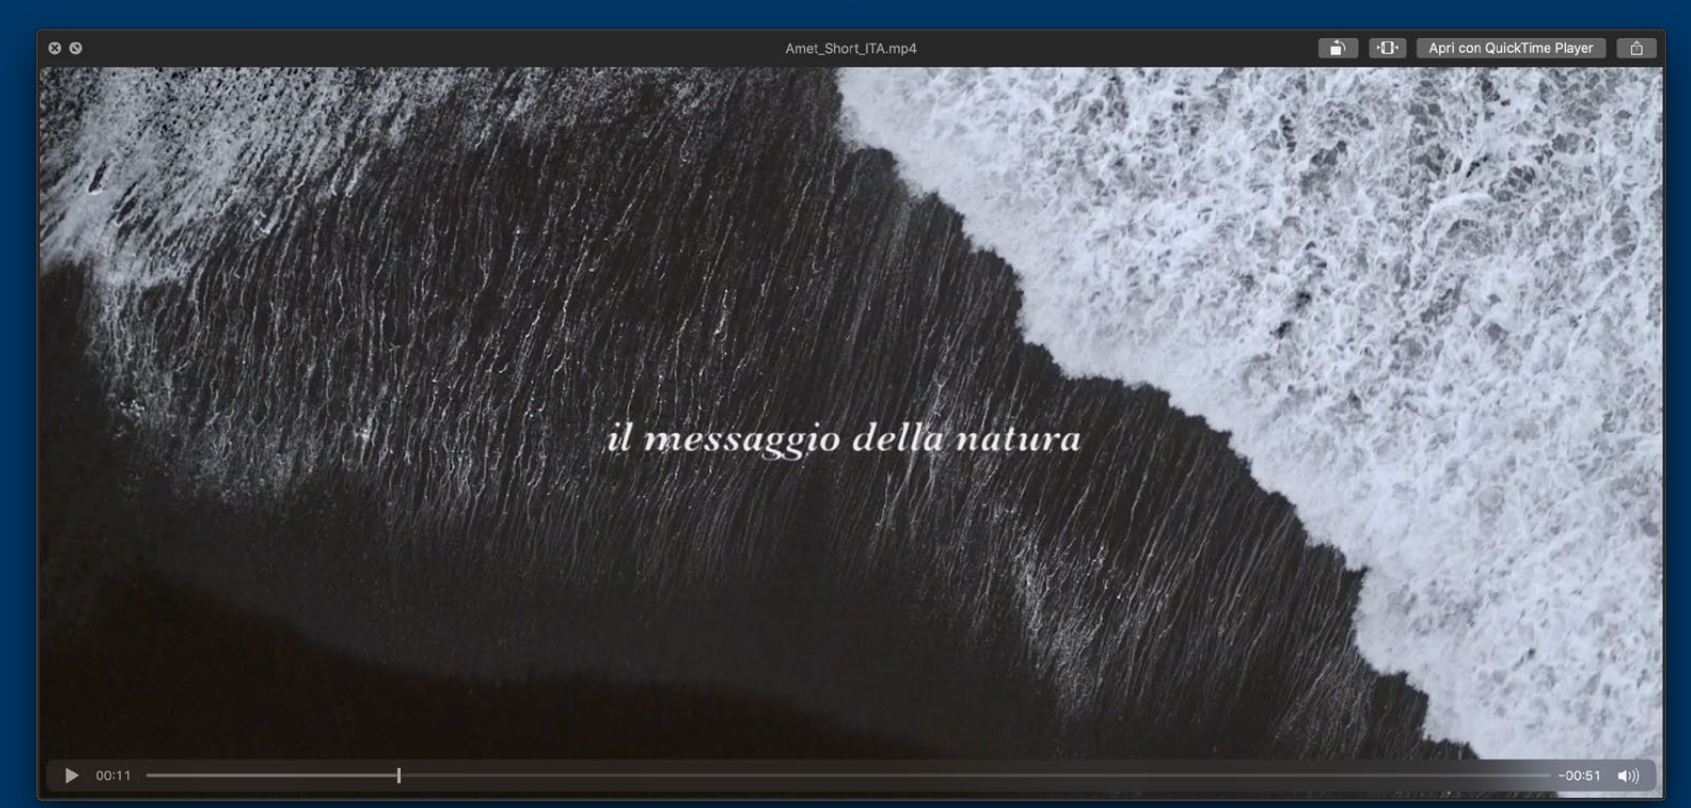 Amet_Short_ITA.mp4
Apri con QuickTime Player
il messaggio della natura
00:11
-00:51